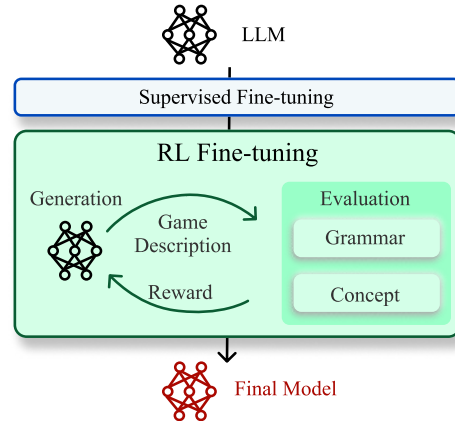 LLM
Supervised Fine-tuning
RL Fine-tuning
Generation
Game
Description
Reward
Evaluation
Grammar
Concept
Final Model